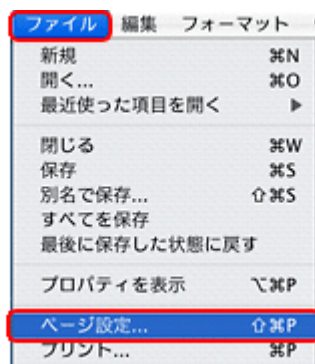 ファイル 編集 フォーマット
新規 ⌘N
開く... ⌘O
最近使った項目を開く ▶
閉じる ⌘W
保存 ⌘S
別名で保存... ⇧⌘S
すべてを保存
最後に保存した状態に戻す
プロパティを表示 ⌥⌘P
ページ設定... ⇧⌘P
プリント... ⌘P